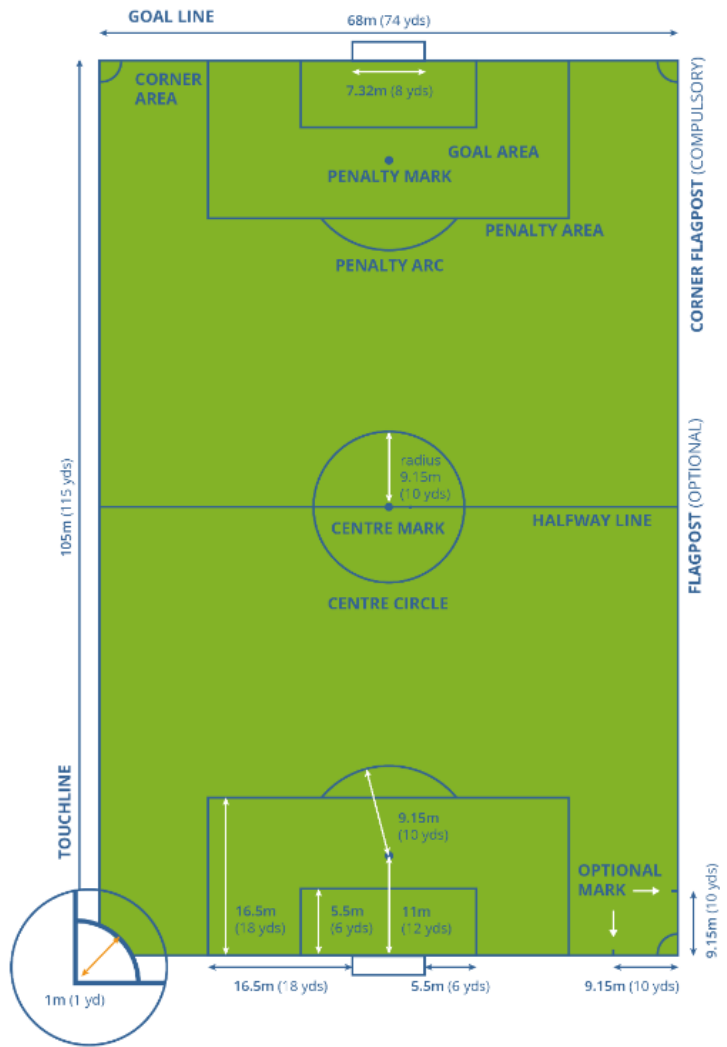 GOAL LINE
68m (74 yds)
CORNER
AREA
7.32m (8 yds)
GOAL AREA
PENALTY MARK
PENALTY AREA
PENALTY ARC
CORNER FLAGPOST (COMPULSORY)
radius
9.15m
(10 yds)
105m (115 yds)
CENTRE MARK
HALFWAY LINE
FLAGPOST (OPTIONAL)
CENTRE CIRCLE
TOUCHLINE
9.15m
(10 yds)
OPTIONAL
MARK
16.5m
(18 yds)
5.5m
(6 yds)
11m
(12 yds)
9.15m (10 yds)
16.5m (18 yds)
5.5m (6 yds)
9.15m (10 yds)
1m (1 yd)